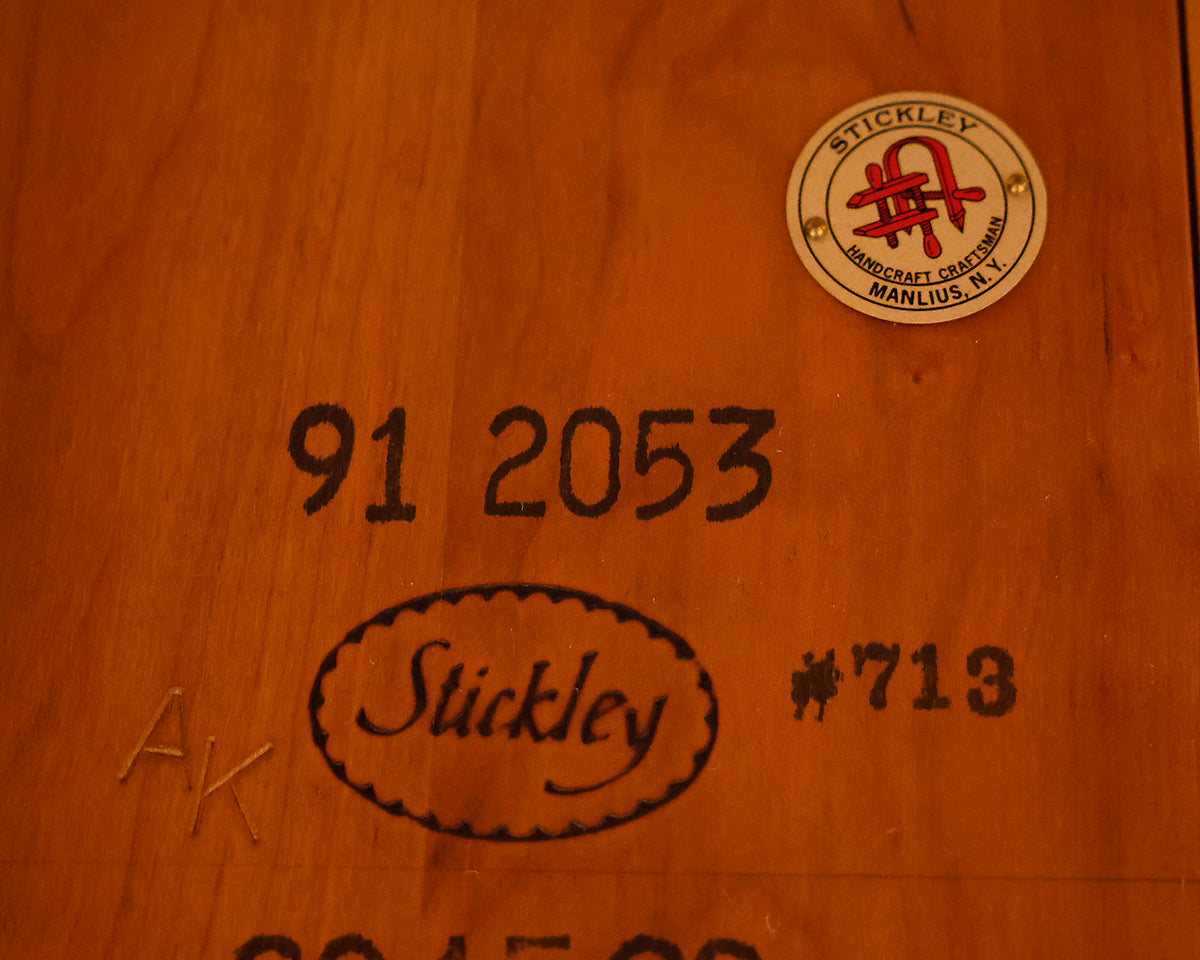 STICKLEY
HANDCRAFT CRAFTSMAN
MANLIUS, N.Y.
91 2053
Stickley
#713
AK